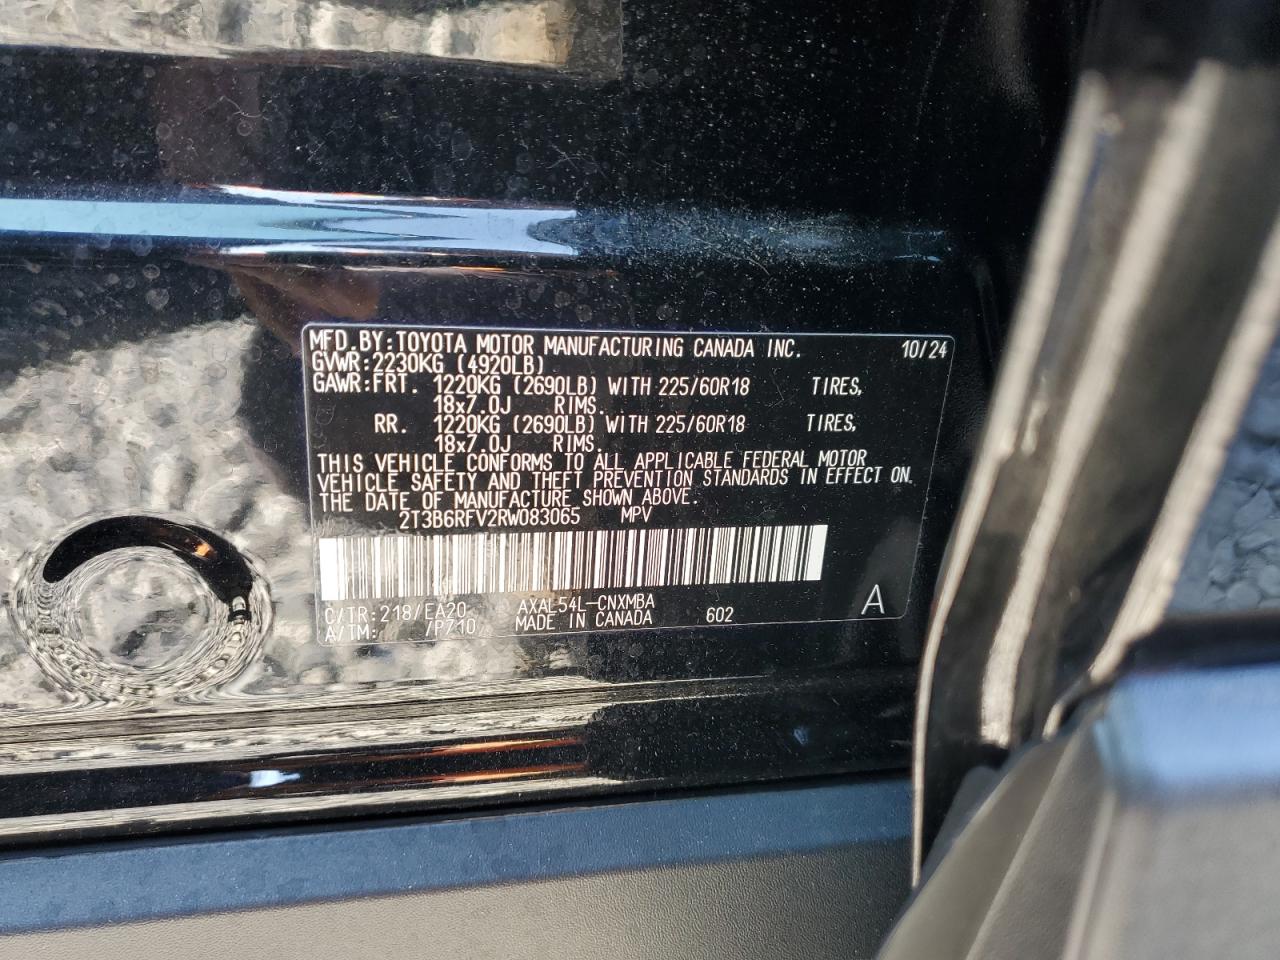 MFD.BY:TOYOTA MOTOR MANUFACTURING CANADA INC. 10/24
GVWR:2230KG (4920LB)
GAWR:FRT. 1220KG (2690LB) WITH 225/60R18 TIRES,
18x7.0J RIMS.
RR. 1220KG (2690LB) WITH 225/60R18 TIRES,
18x7.0J RIMS.
THIS VEHICLE CONFORMS TO ALL APPLICABLE FEDERAL MOTOR
VEHICLE SAFETY AND THEFT PREVENTION STANDARDS IN EFFECT ON
THE DATE OF MANUFACTURE SHOWN ABOVE.
2T3B6RFV2RW083065 MPV
C/TR:218/EA20 AXAL54L-CNXMBA
A/TM: /PZ10 MADE IN CANADA 602 A